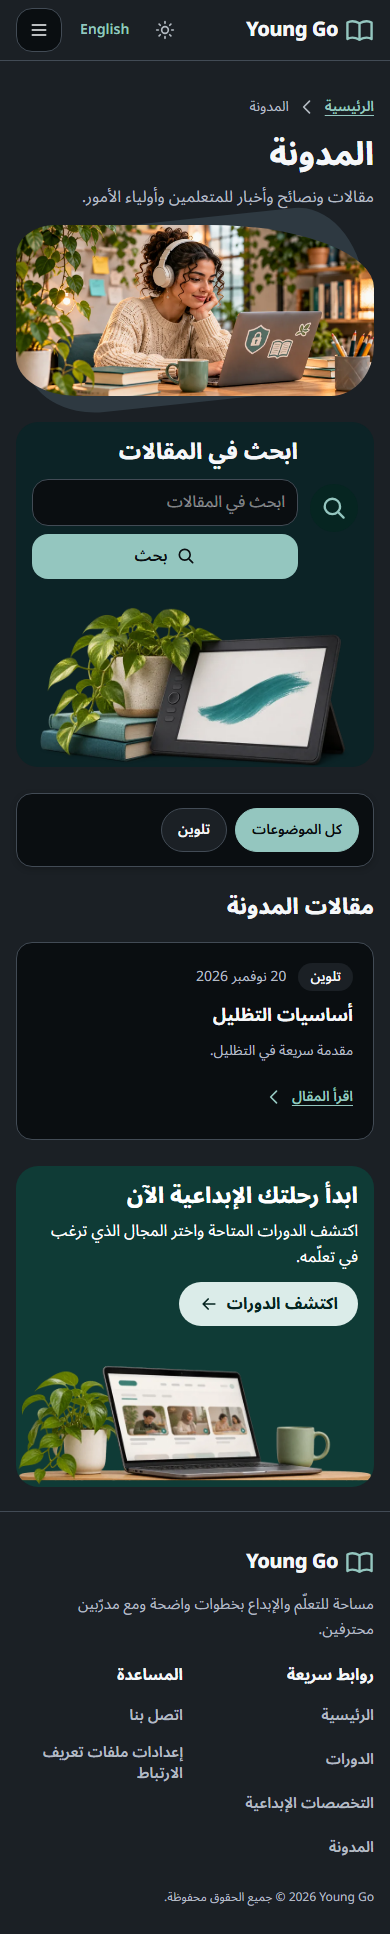 Young Go
English
الرئيسية
المدونة
المدونة
مقالات ونصائح وأخبار للمتعلمين وأولياء الأمور.
ابحث في المقالات
ابحث في المقالات
بحث
كل الموضوعات
تلوين
مقالات المدونة
تلوين
20 نوفمبر 2026
أساسيات التظليل
مقدمة سريعة في التظليل.
اقرأ المقال
ابدأ رحلتك الإبداعية الآن
اكتشف الدورات المتاحة واختر المجال الذي ترغب
في تعلّمه.
اكتشف الدورات
Young Go
مساحة للتعلّم والإبداع بخطوات واضحة ومع مدرّبين
محترفين.
روابط سريعة
الرئيسية
الدورات
التخصصات الإبداعية
المدونة
المساعدة
اتصل بنا
إعدادات ملفات تعريف
الارتباط
Young Go 2026 © جميع الحقوق محفوظة.